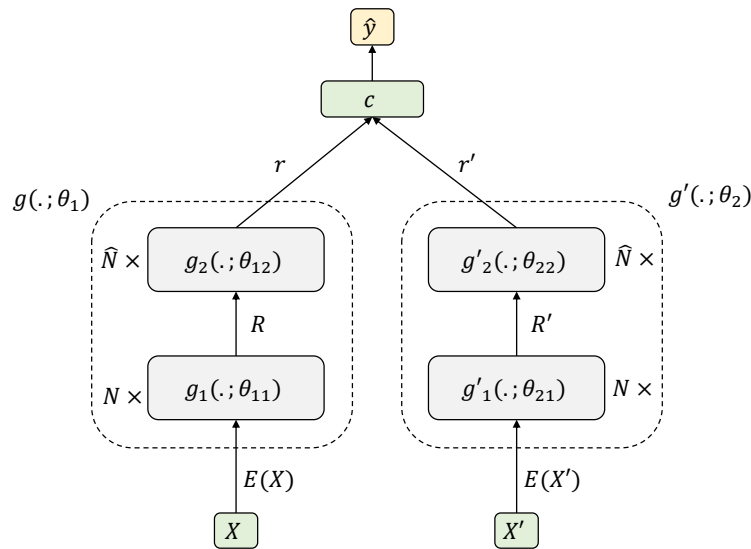 ŷ
c
r r′
g(.;θ₁) g′(.;θ₂)
N̂ × g₂(.;θ₁₂) g′₂(.;θ₂₂) N̂ ×
R R′
N × g₁(.;θ₁₁) g′₁(.;θ₂₁) N ×
E(X) E(X′)
X X′